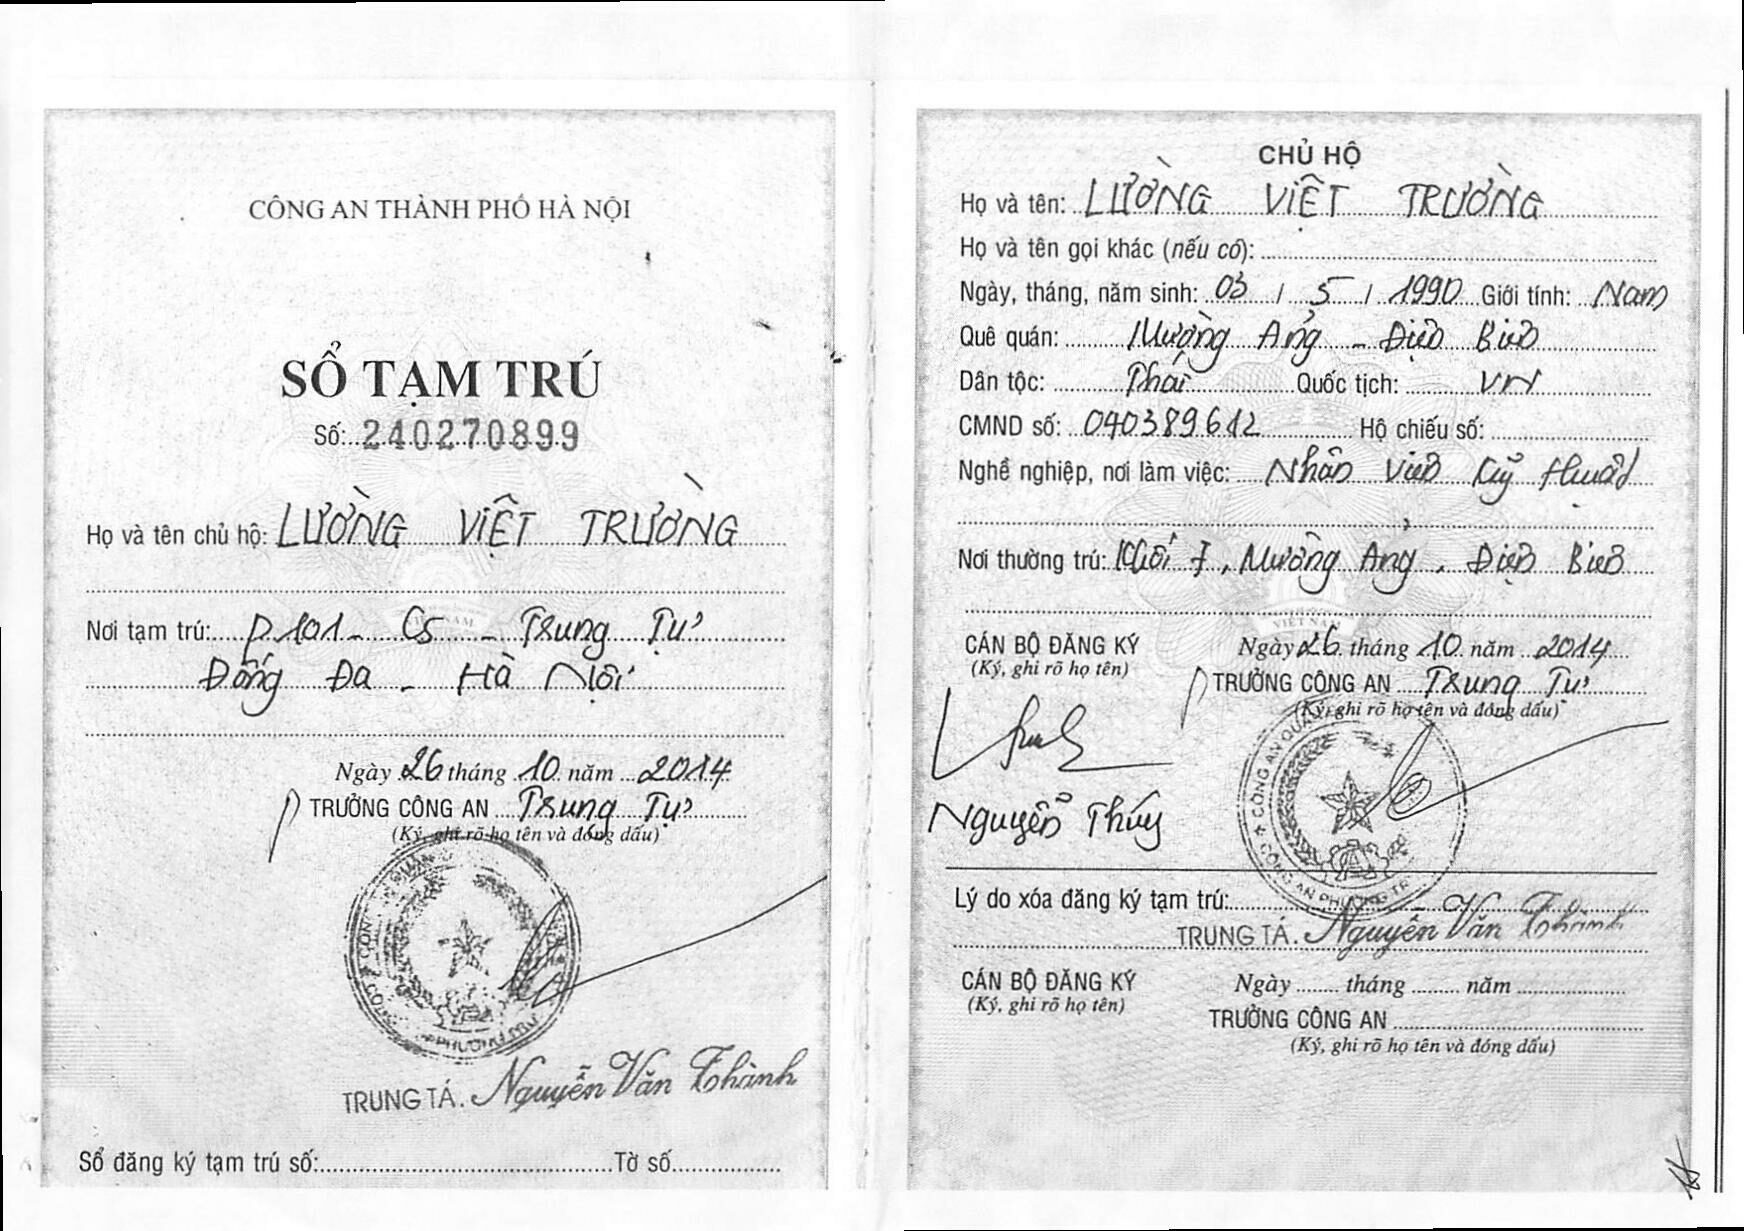 CÔNG AN THÀNH PHỐ HÀ NỘI
SỔ TẠM TRÚ
Số: 240270899
Họ và tên chủ hộ: LƯỜNG VIỆT TRƯỜNG
Nơi tạm trú: P.101 - C5 - Trung Tự
Đống Đa - Hà Nội
Ngày 26 tháng 10 năm 2014
TRƯỞNG CÔNG AN Trung Tự
(Ký, ghi rõ họ tên và đóng dấu)
TRUNG TÁ. Nguyễn Văn Thành
Sổ đăng ký tạm trú số: Tờ số
CHỦ HỘ
Họ và tên: LƯỜNG VIỆT TRƯỜNG
Họ và tên gọi khác (nếu có):
Ngày, tháng, năm sinh: 03 / 5 / 1990 Giới tính: Nam
Quê quán: Mường Ảng - Điện Biên
Dân tộc: Thái Quốc tịch: VN
CMND số: 040389612 Hộ chiếu số:
Nghề nghiệp, nơi làm việc: Nhân viên kỹ thuật
Nơi thường trú: Khối I, Mường Ảng, Điện Biên
CÁN BỘ ĐĂNG KÝ
(Ký, ghi rõ họ tên)
Nguyễn Thúy
Ngày 26 tháng 10 năm 2014
TRƯỞNG CÔNG AN Trung Tự
(Ký, ghi rõ họ tên và đóng dấu)
CÔNG AN PHƯỜNG TR
Lý do xóa đăng ký tạm trú:
TRUNG TÁ. Nguyễn Văn Thành
CÁN BỘ ĐĂNG KÝ
(Ký, ghi rõ họ tên)
Ngày tháng năm
TRƯỞNG CÔNG AN
(Ký, ghi rõ họ tên và đóng dấu)